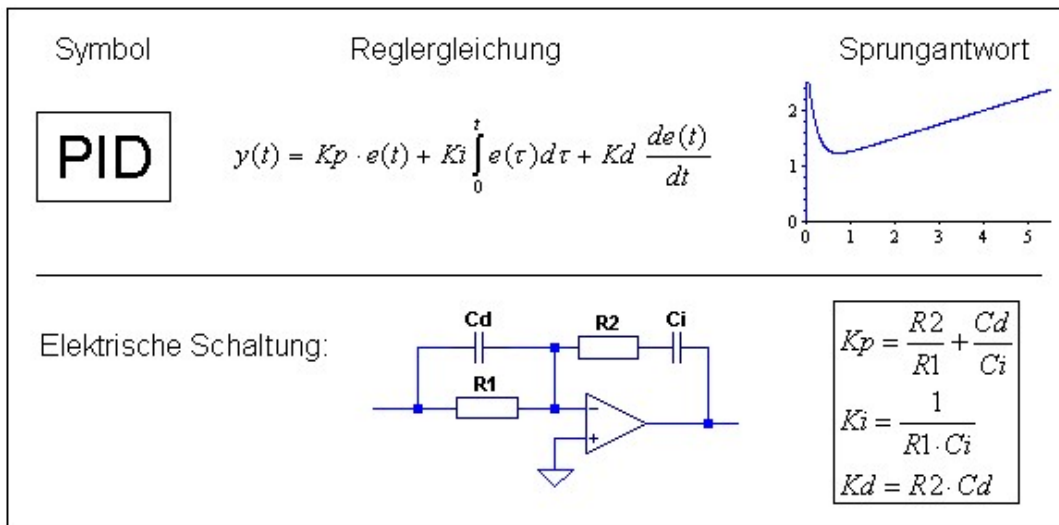 Symbol Reglergleichung Sprungantwort
PID
y(t) = Kp · e(t) + Ki ∫₀ᵗ e(τ)dτ + Kd de(t)/dt
2
1
0
0 1 2 3 4 5
Elektrische Schaltung:
Cd R2 Ci
R1
−
+
Kp = R2/R1 + Cd/Ci
Ki = 1/(R1·Ci)
Kd = R2·Cd